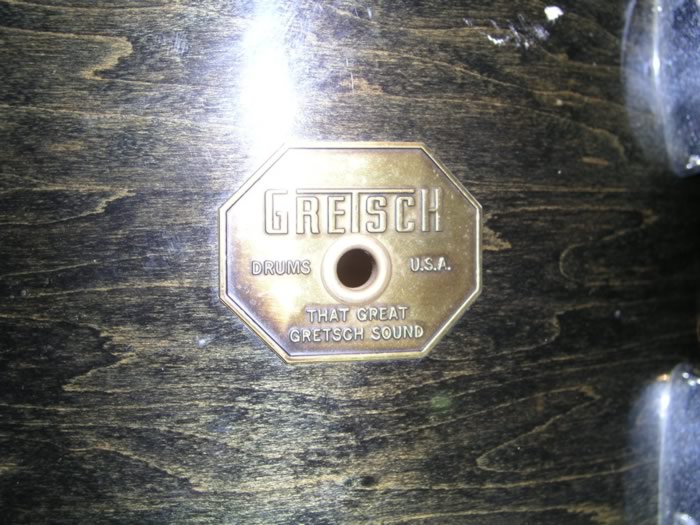 GRETSCH
DRUMS U.S.A.
THAT GREAT
GRETSCH SOUND